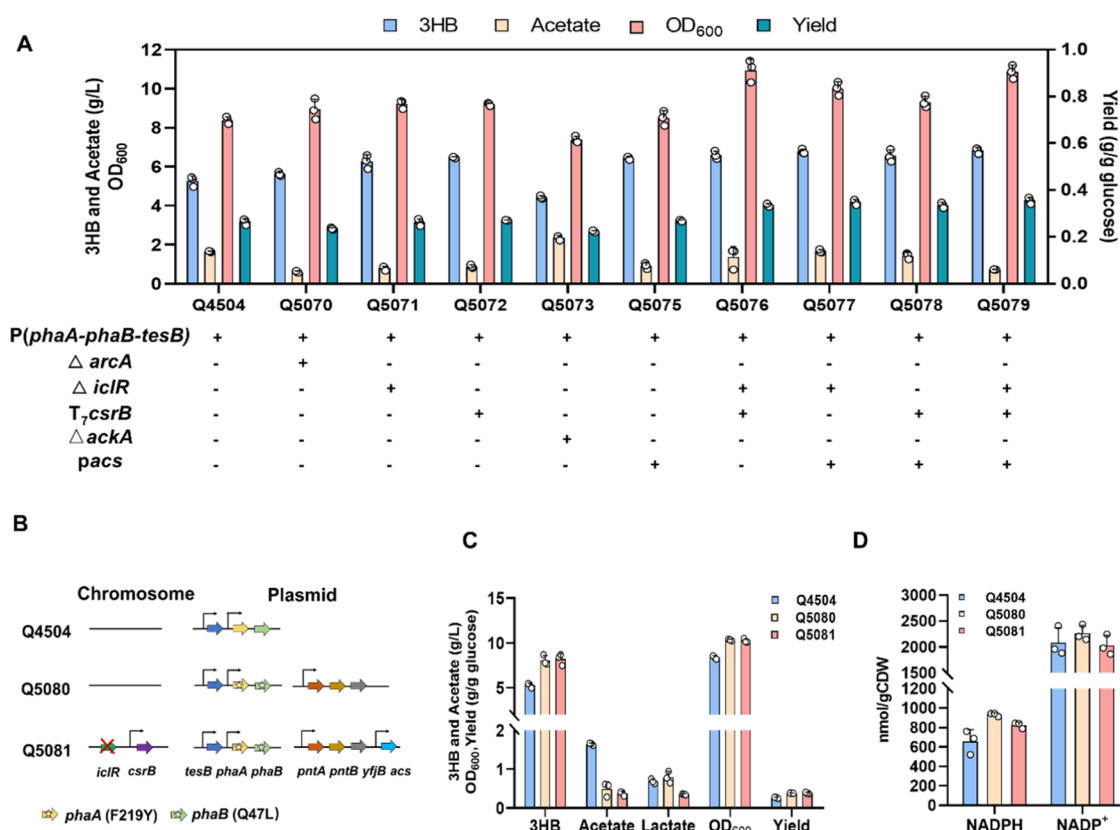 3HB Acetate OD600 Yield
A
3HB and Acetate (g/L)
OD600
Yield (g/g glucose)
12
10
8
6
4
2
0
1.0
0.8
0.6
0.4
0.2
0.0
Q4504 Q5070 Q5071 Q5072 Q5073 Q5075 Q5076 Q5077 Q5078 Q5079
P(phaA-phaB-tesB) + + + + + + + + + +
△ arcA - + - - - - - - - -
△ iclR - - + - - - + + - +
T7csrB - - - + - - + - + +
△ackA - - - - + - - - - -
pacs - - - - - + - + + +
B
Chromosome Plasmid
Q4504
Q5080
Q5081
iclR csrB tesB phaA phaB pntA pntB yfjB acs
phaA (F219Y) phaB (Q47L)
C
3HB and Acetate (g/L)
OD600, Yield (g/g glucose)
15
10
5
2
1
0
Q4504
Q5080
Q5081
3HB Acetate Lactate OD600 Yield
D
nmol/gCDW
3000
2500
2000
1500
1200
1000
800
600
400
200
0
Q4504
Q5080
Q5081
NADPH NADP+